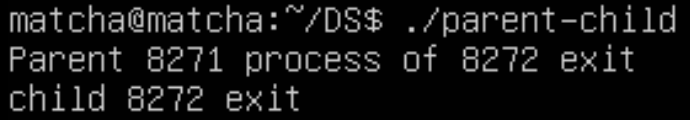 matcha@matcha:~/DS$ ./parent-child
Parent 8271 process of 8272 exit
child 8272 exit